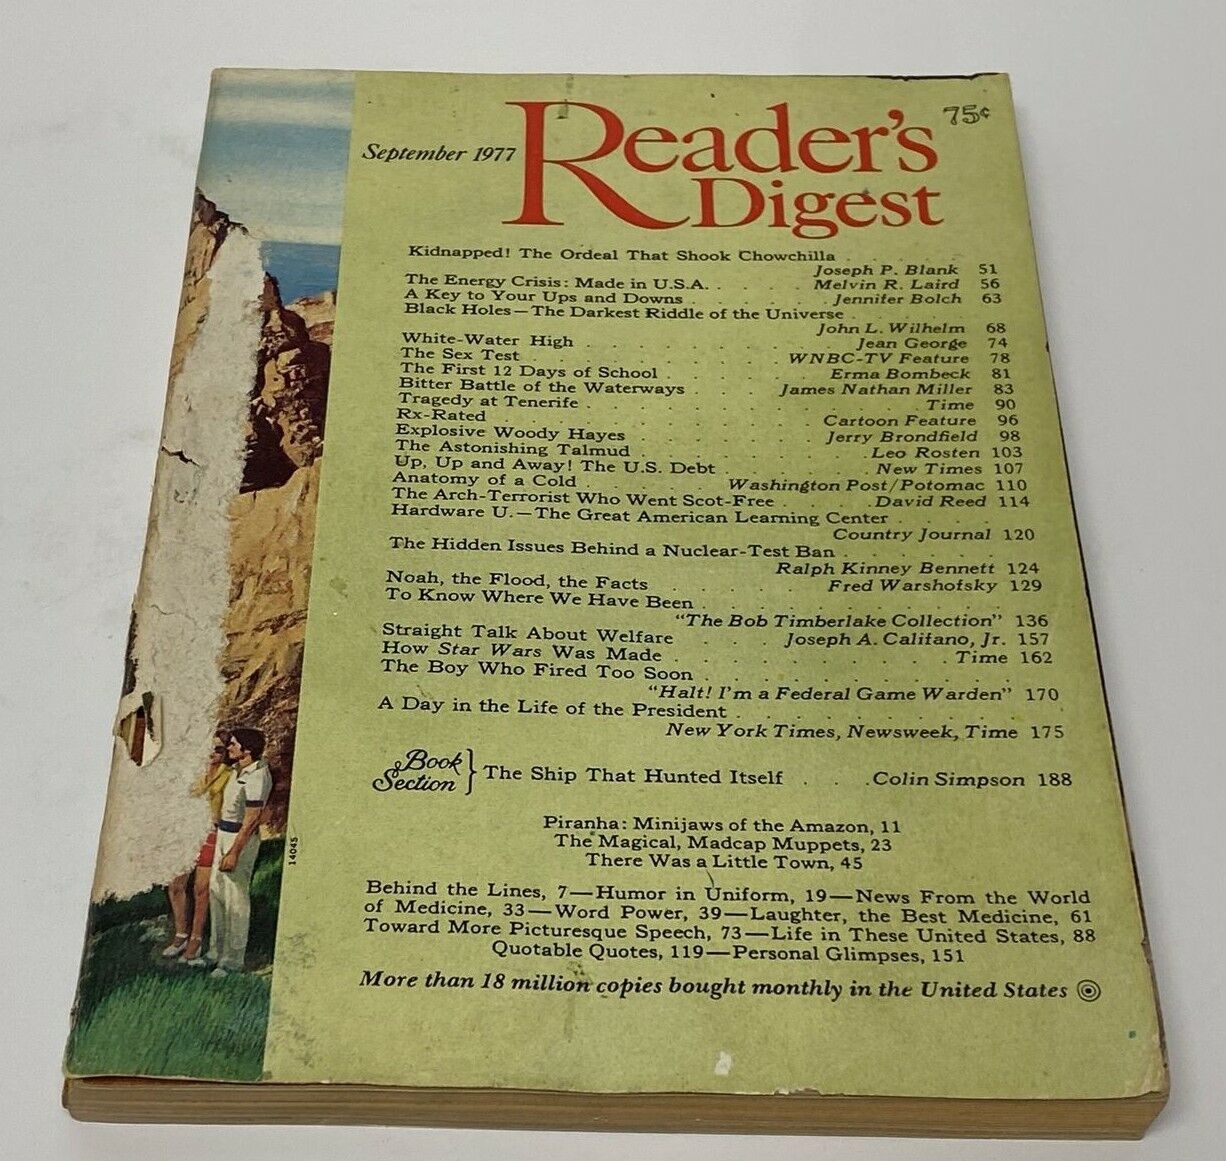 September 1977
Reader's
Digest
75¢
Kidnapped! The Ordeal That Shook Chowchilla . . . . . .
Joseph P. Blank 51
The Energy Crisis: Made in U.S.A. . . . . . Melvin R. Laird 56
A Key to Your Ups and Downs . . . . . . Jennifer Bolch 63
Black Holes—The Darkest Riddle of the Universe . . . . . .
John L. Wilhelm 68
White-Water High . . . . . . . . . . . Jean George 74
The Sex Test . . . . . . . . . . WNBC-TV Feature 78
The First 12 Days of School . . . . . . Erma Bombeck 81
Bitter Battle of the Waterways . . . James Nathan Miller 83
Tragedy at Tenerife . . . . . . . . . . . . . Time 90
Rx-Rated . . . . . . . . . . . . Cartoon Feature 96
Explosive Woody Hayes . . . . . . . Jerry Brondfield 98
The Astonishing Talmud . . . . . . . . . Leo Rosten 103
Up, Up and Away! The U.S. Debt . . . . . . New Times 107
Anatomy of a Cold . . . . . Washington Post/Potomac 110
The Arch-Terrorist Who Went Scot-Free . . . . David Reed 114
Hardware U.—The Great American Learning Center . . . .
Country Journal 120
The Hidden Issues Behind a Nuclear-Test Ban . . . . . .
Ralph Kinney Bennett 124
Noah, the Flood, the Facts . . . . . . Fred Warshofsky 129
To Know Where We Have Been . . . . . . . . . . .
"The Bob Timberlake Collection" 136
Straight Talk About Welfare . . . Joseph A. Califano, Jr. 157
How Star Wars Was Made . . . . . . . . . . Time 162
The Boy Who Fired Too Soon . . . . . . . . . . .
"Halt! I'm a Federal Game Warden" 170
A Day in the Life of the President . . . . . . . . . .
New York Times, Newsweek, Time 175
Book
Section } The Ship That Hunted Itself . . . Colin Simpson 188
Piranha: Minijaws of the Amazon, 11
The Magical, Madcap Muppets, 23
There Was a Little Town, 45
Behind the Lines, 7—Humor in Uniform, 19—News From the World
of Medicine, 33—Word Power, 39—Laughter, the Best Medicine, 61
Toward More Picturesque Speech, 73—Life in These United States, 88
Quotable Quotes, 119—Personal Glimpses, 151
More than 18 million copies bought monthly in the United States
14045